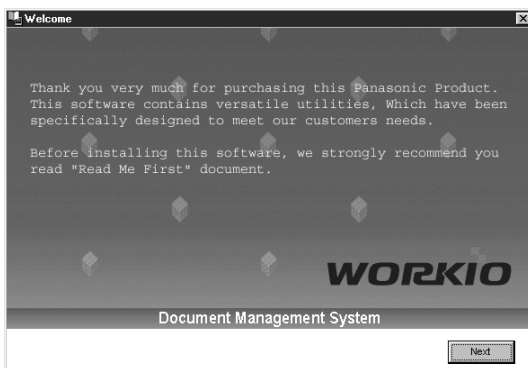 Welcome
Thank you very much for purchasing this Panasonic Product.
This software contains versatile utilities, Which have been
specifically designed to meet our customers needs.
Before installing this software, we strongly recommend you
read "Read Me First" document.
WORKIO
Document Management System
Next